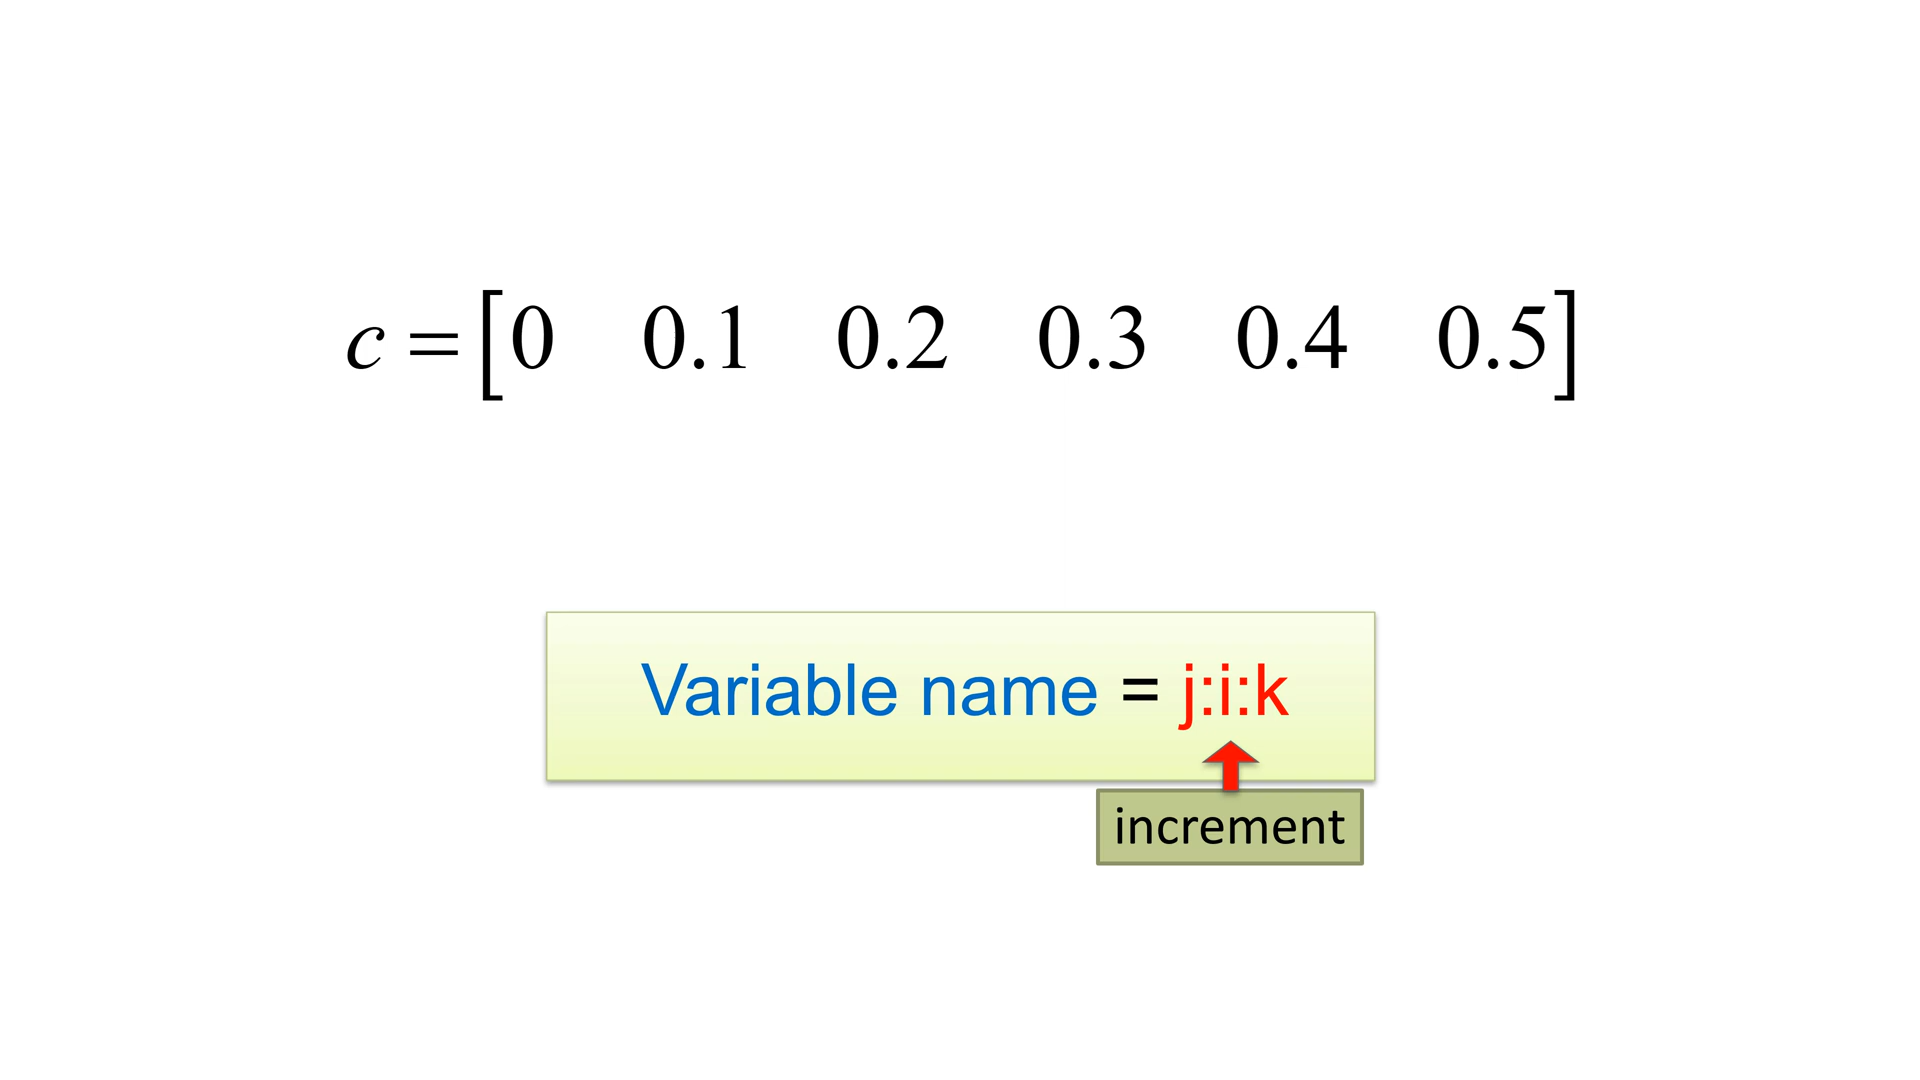 c = [0 0.1 0.2 0.3 0.4 0.5]
Variable name = j:i:k
increment